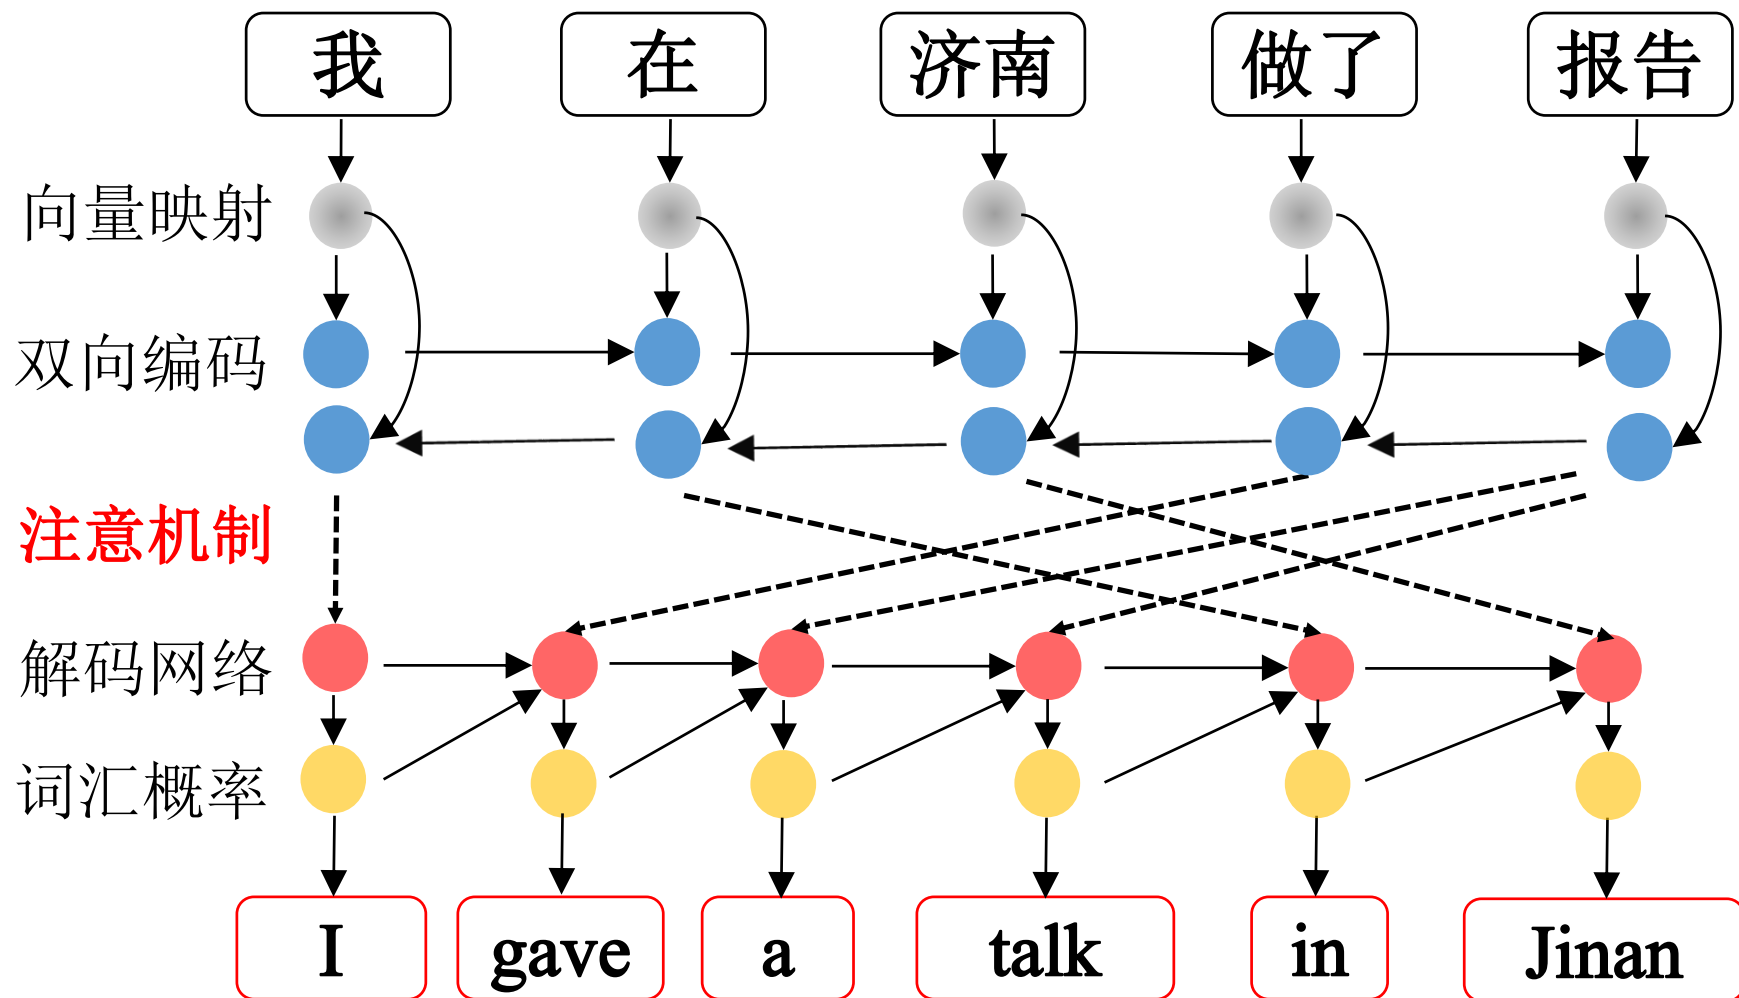 我 在 济南 做了 报告
向量映射
双向编码
注意机制
解码网络
词汇概率
I gave a talk in Jinan